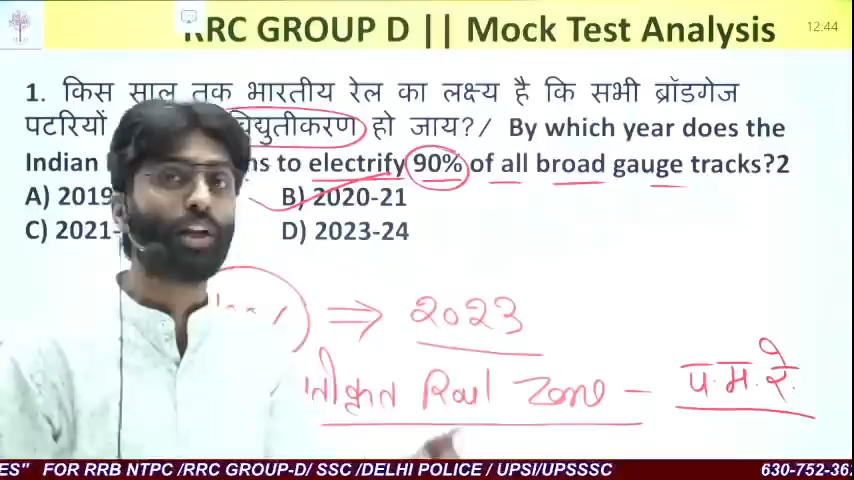 RRC GROUP D || Mock Test Analysis
12:44
1. किस साल तक भारतीय रेल का लक्ष्य है कि सभी ब्रॉडगेज
पटरियों विद्युतीकरण हो जाय?/ By which year does the
Indian to electrify 90% of all broad gauge tracks?2
A) 2019 B) 2020-21
C) 2021- D) 2023-24
⇒ 2023
Rail Zone - प.म.रे.
ES" FOR RRB NTPC /RRC GROUP-D/ SSC /DELHI POLICE / UPSI/UPSSSC 630-752-362